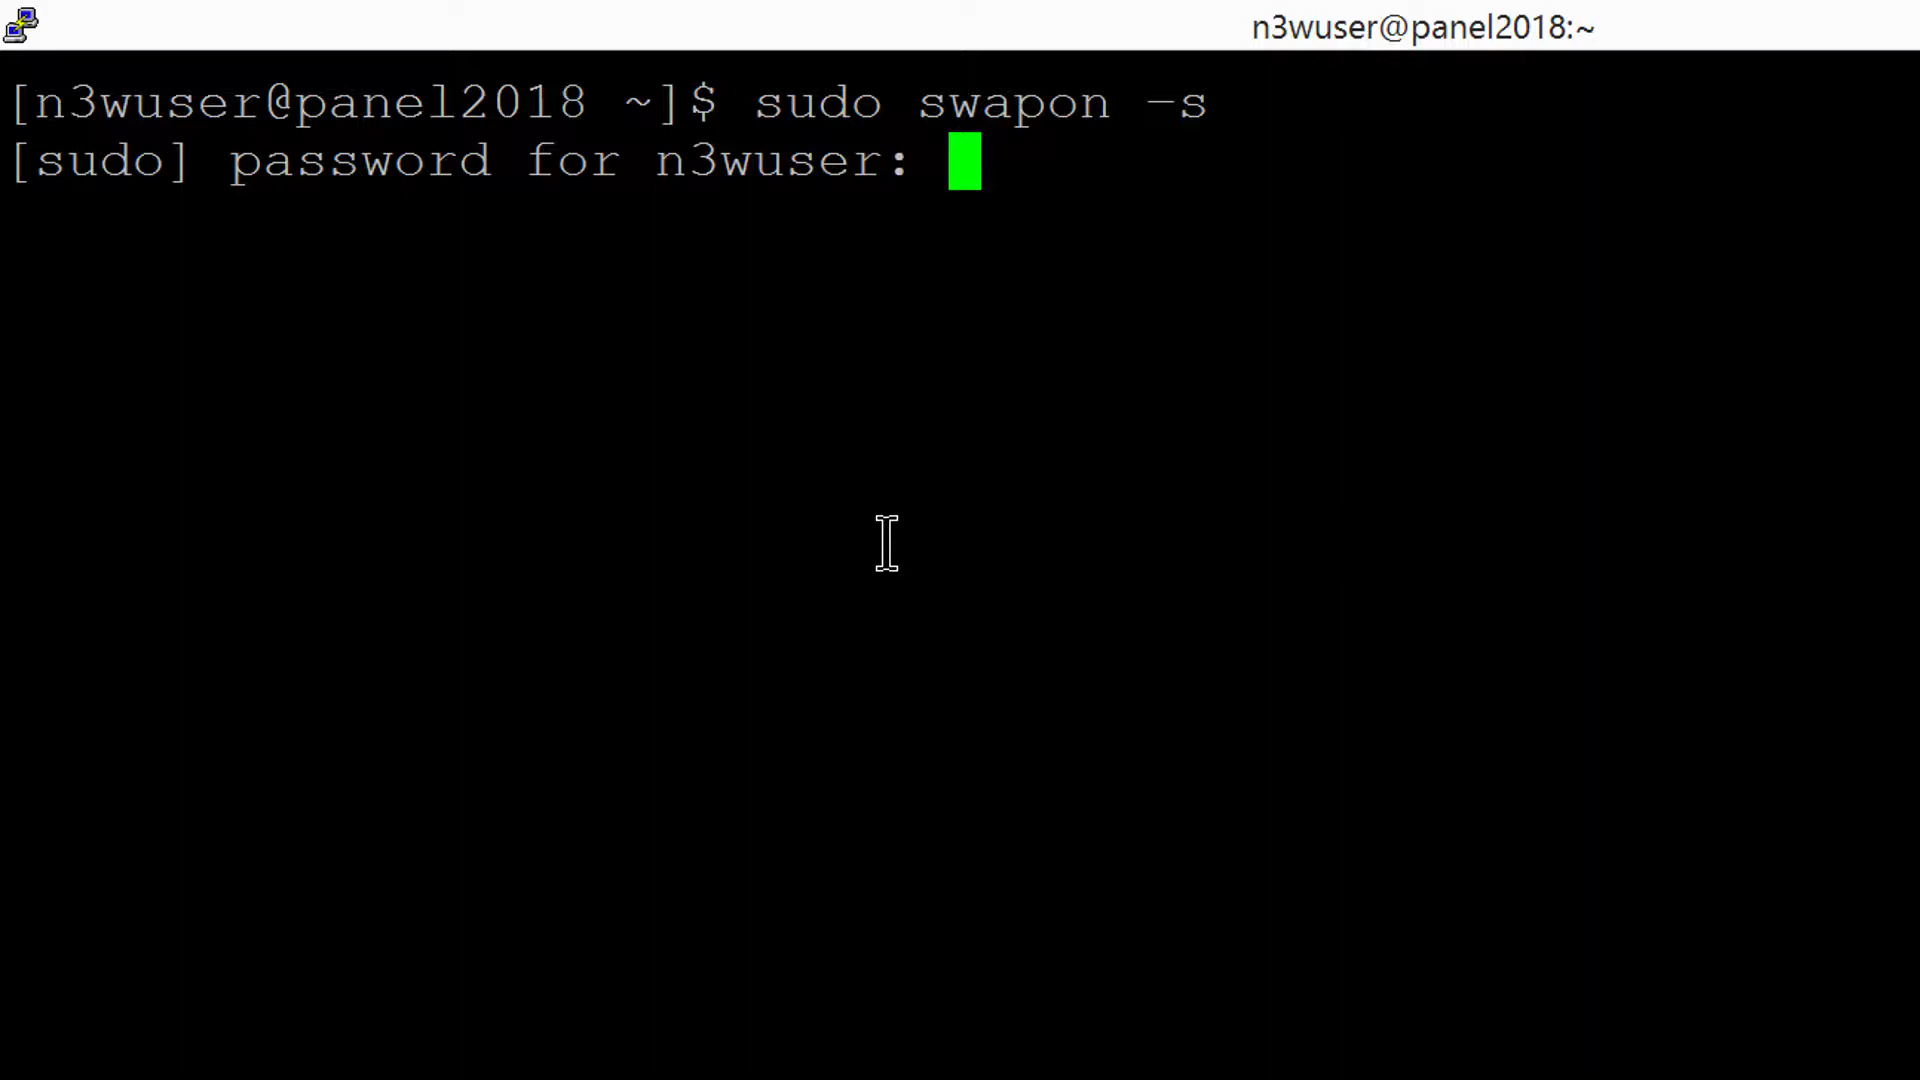 n3wuser@panel2018:~
[n3wuser@panel2018 ~]$ sudo swapon -s
[sudo] password for n3wuser: